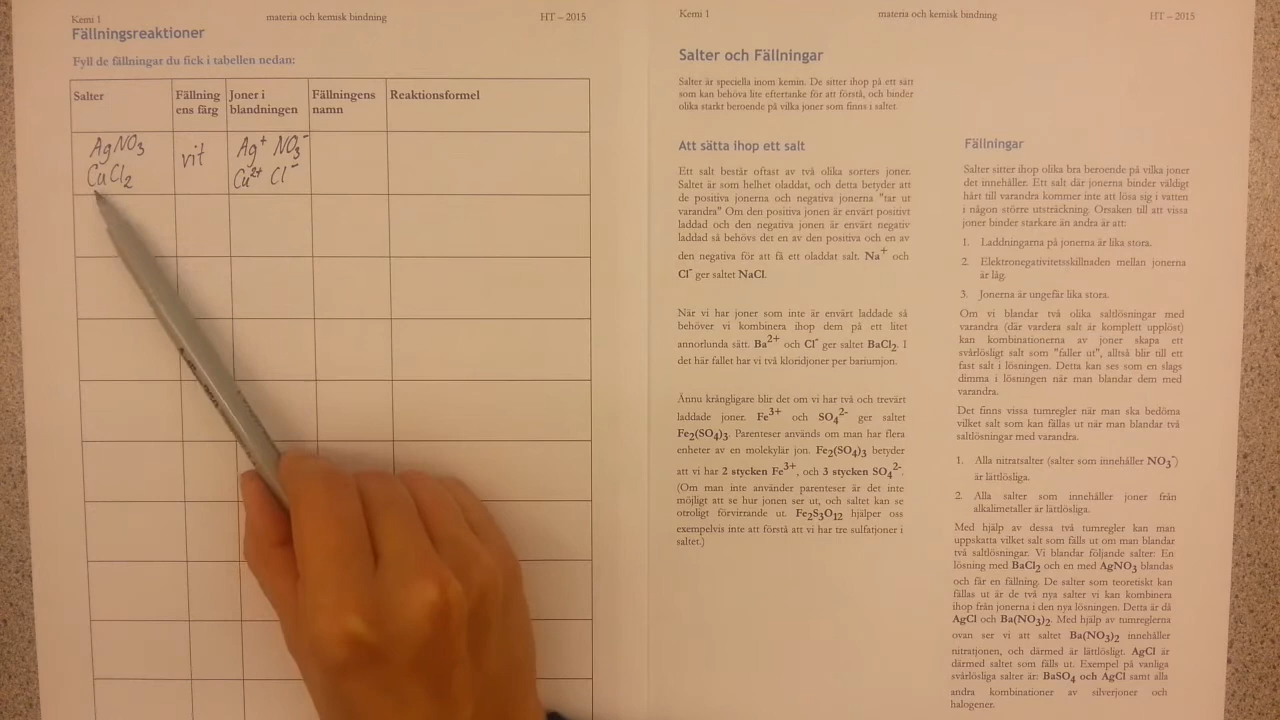 Kemi 1 materia och kemisk bindning HT – 2015
Fällningsreaktioner
Fyll de fällningar du fick i tabellen nedan:
Salter Fällning Joner i Fällningens Reaktionsformel
ens färg blandningen namn
AgNO3 vit Ag+ NO3-
CuCl2 Cu2+ Cl-
Kemi 1 materia och kemisk bindning HT – 2015
Salter och Fällningar
Salter är speciella inom kemin. De sitter ihop på ett sätt
som kan behöva lite eftertanke för att förstå, och binder
olika starkt beroende på vilka joner som finns i saltet.
Att sätta ihop ett salt
Ett salt består oftast av två olika sorters joner.
Saltet är som helhet oladdat, och detta betyder att
de positiva jonerna och negativa jonerna "tar ut
varandra" Om den positiva jonen är envärt positivt
laddad och den negativa jonen är envärt negativ
laddad så behövs det en av den positiva och en av
den negativa för att få ett oladdat salt. Na+ och
Cl- ger saltet NaCl.
När vi har joner som inte är envärt laddade så
behöver vi kombinera ihop dem på ett litet
annorlunda sätt. Ba2+ och Cl- ger saltet BaCl2. I
det här fallet har vi två kloridjoner per bariumjon.
Ännu krångligare blir det om vi har två och trevärt
laddade joner. Fe3+ och SO42- ger saltet
Fe2(SO4)3. Parenteser används om man har flera
enheter av en molekylär jon. Fe2(SO4)3 betyder
att vi har 2 stycken Fe3+, och 3 stycken SO42-.
(Om man inte använder parenteser är det inte
möjligt att se hur jonen ser ut, och saltet kan se
otroligt förvirrande ut. Fe2S3O12 hjälper oss
exempelvis inte att förstå att vi har tre sulfatjoner i
saltet.)
Fällningar
Salter sitter ihop olika bra beroende på vilka joner
det innehåller. Ett salt där jonerna binder väldigt
hårt till varandra kommer inte att lösa sig i vatten
i någon större utsträckning. Orsaken till att vissa
joner binder starkare än andra är att:
1. Laddningarna på jonerna är lika stora.
2. Elektronegativitetsskillnaden mellan jonerna
är låg.
3. Jonerna är ungefär lika stora.
Om vi blandar två olika saltlösningar med
varandra (där vardera salt är komplett upplöst)
kan kombinationerna av joner skapa ett
svårlösligt salt som "faller ut", alltså blir till ett
fast salt i lösningen. Detta kan ses som en slags
dimma i lösningen när man blandar dem med
varandra.
Det finns vissa tumregler när man ska bedöma
vilket salt som kan fällas ut när man blandar två
saltlösningar med varandra.
1. Alla nitratsalter (salter som innehåller NO3-)
är lättlösliga.
2. Alla salter som innehåller joner från
alkalimetaller är lättlösliga.
Med hjälp av dessa två tumregler kan man
uppskatta vilket salt som fälls ut om man blandar
två saltlösningar. Vi blandar följande salter: En
lösning med BaCl2 och en med AgNO3 blandas
och får en fällning. De salter som teoretiskt kan
fällas ut är de två nya salter vi kan kombinera
ihop från jonerna i den nya lösningen. Detta är då
AgCl och Ba(NO3)2. Med hjälp av tumreglerna
ovan ser vi att saltet Ba(NO3)2 innehåller
nitratjonen, och därmed är lättlösligt. AgCl är
därmed saltet som fälls ut. Exempel på vanliga
svårlösliga salter är: BaSO4 och AgCl samt alla
andra kombinationer av silverjoner och
halogener.